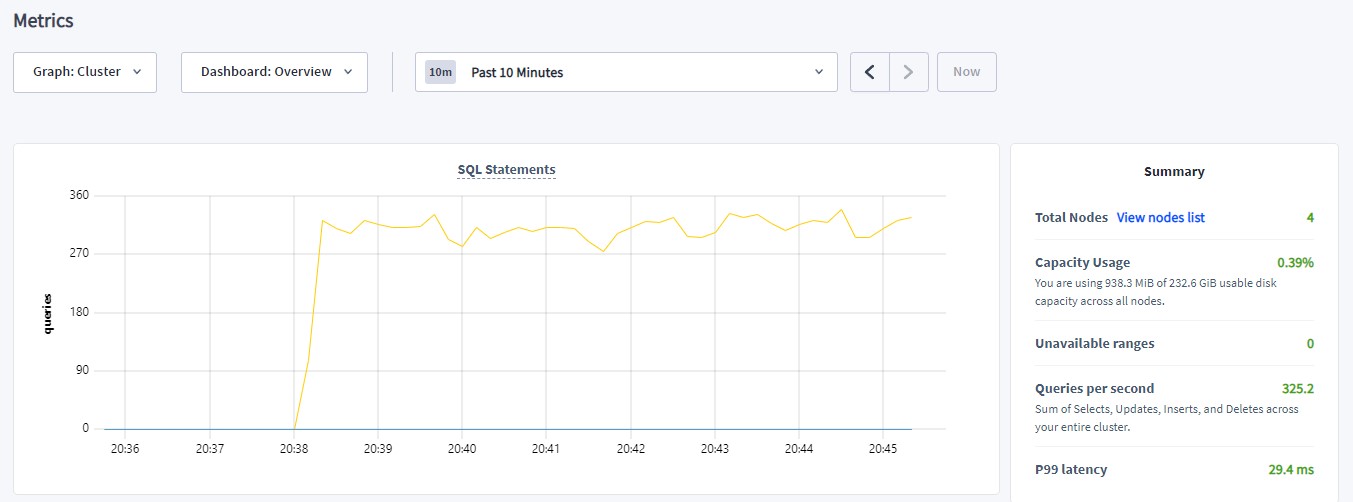 Metrics
Graph: Cluster
Dashboard: Overview
10m Past 10 Minutes
Now
SQL Statements
360
270
180
90
0
queries
20:36 20:37 20:38 20:39 20:40 20:41 20:42 20:43 20:44 20:45
Summary
Total Nodes View nodes list 4
Capacity Usage 0.39%
You are using 938.3 MiB of 232.6 GiB usable disk
capacity across all nodes.
Unavailable ranges 0
Queries per second 325.2
Sum of Selects, Updates, Inserts, and Deletes across
your entire cluster.
P99 latency 29.4 ms